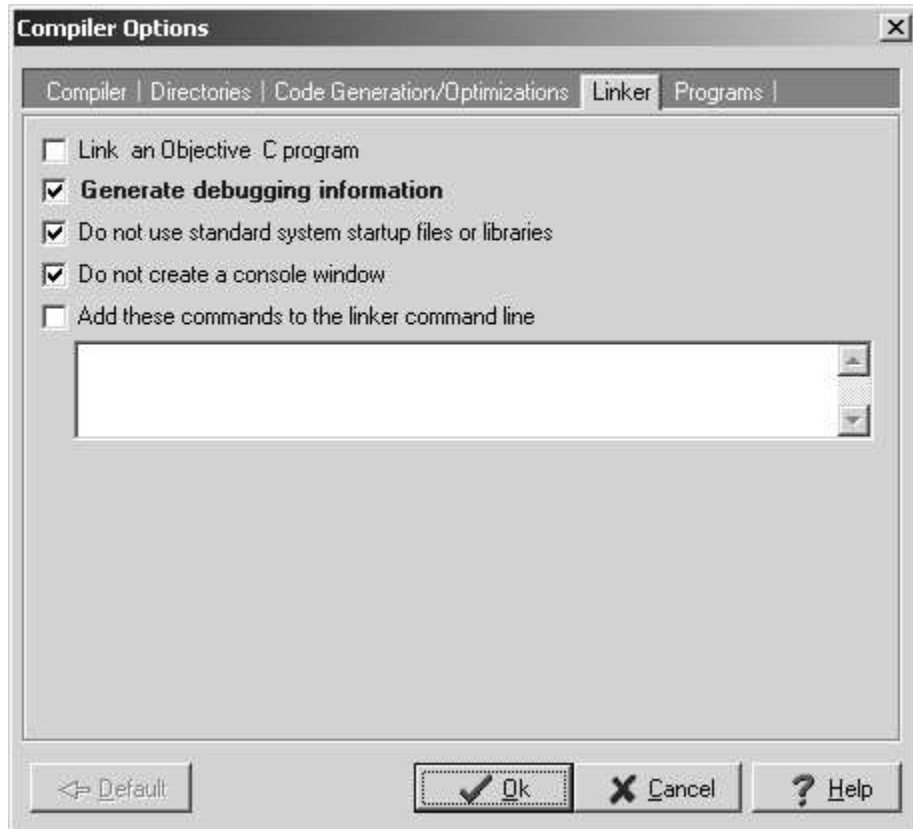 Compiler Options
Compiler | Directories | Code Generation/Optimizations Linker Programs |
Link an Objective C program
Generate debugging information
Do not use standard system startup files or libraries
Do not create a console window
Add these commands to the linker command line
Default Ok Cancel Help